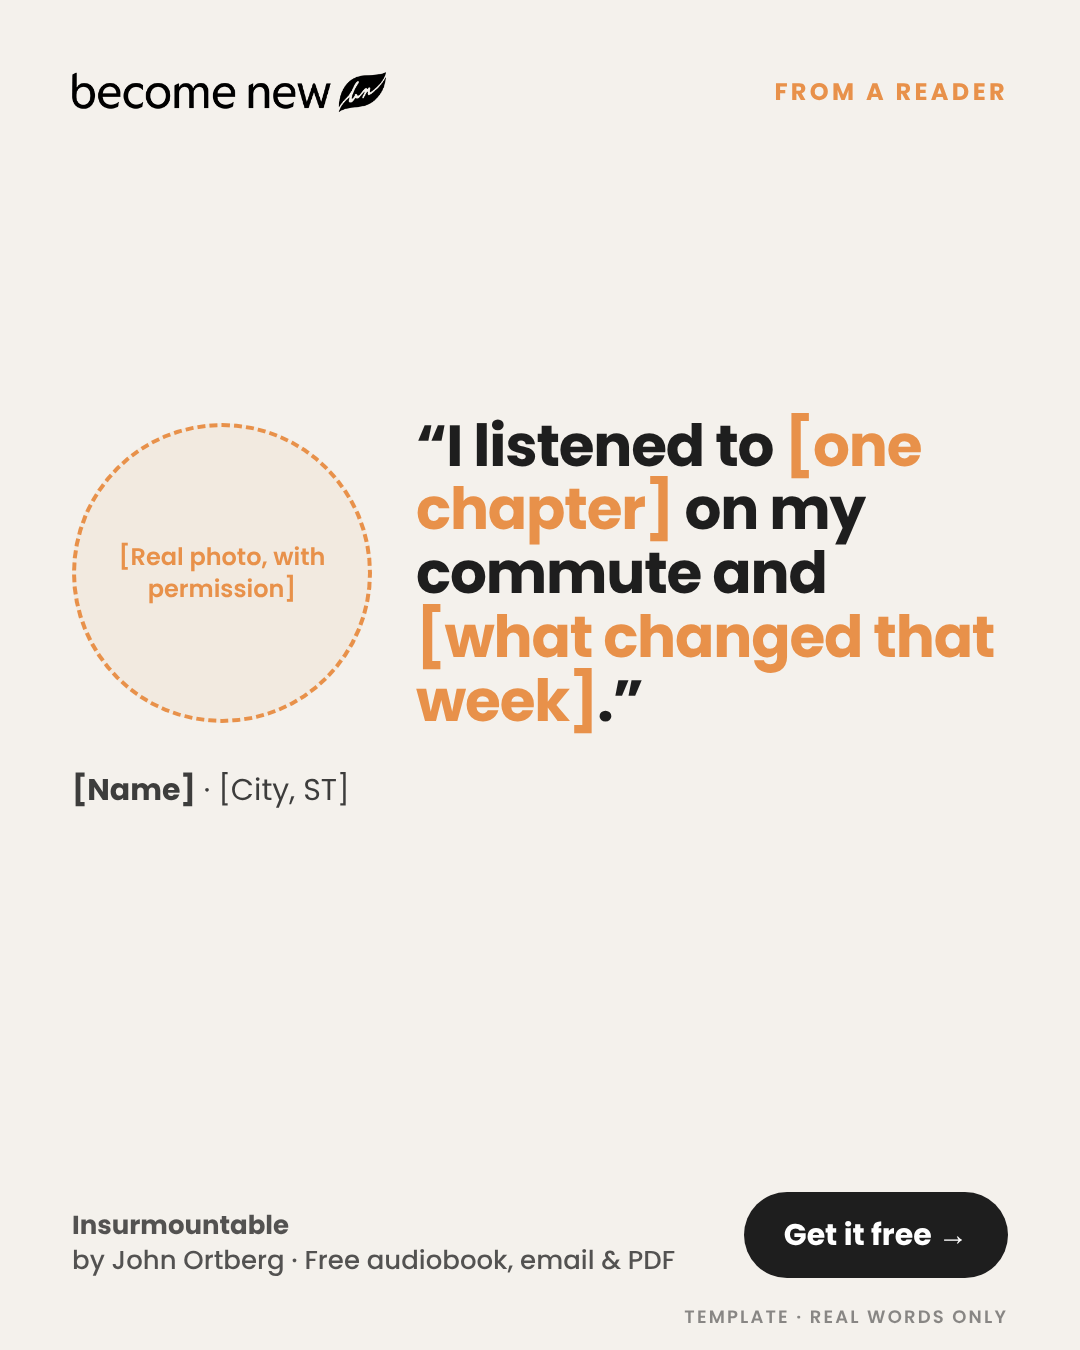 become new
FROM A READER
[Real photo, with
permission]
“I listened to [one
chapter] on my
commute and
[what changed that
week].”
[Name] · [City, ST]
Insurmountable
by John Ortberg · Free audiobook, email & PDF
Get it free →
TEMPLATE · REAL WORDS ONLY